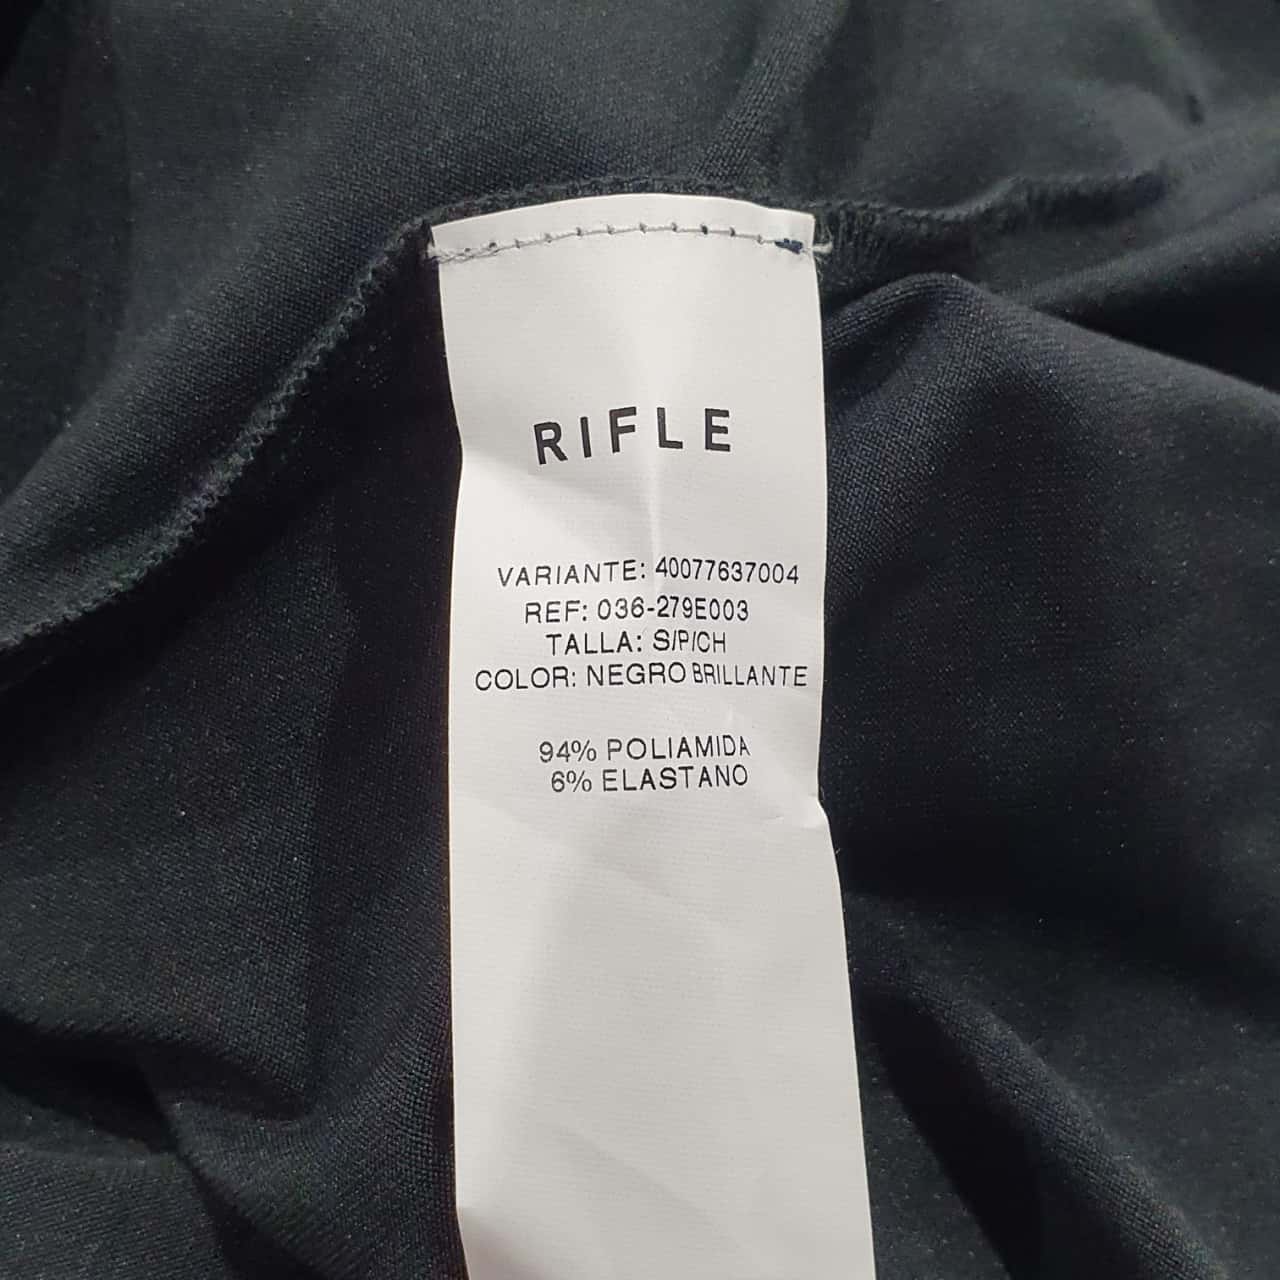 RIFLE
VARIANTE: 40077637004
REF: 036-279E003
TALLA: S/P/CH
COLOR: NEGRO BRILLANTE
94% POLIAMIDA
6% ELASTANO